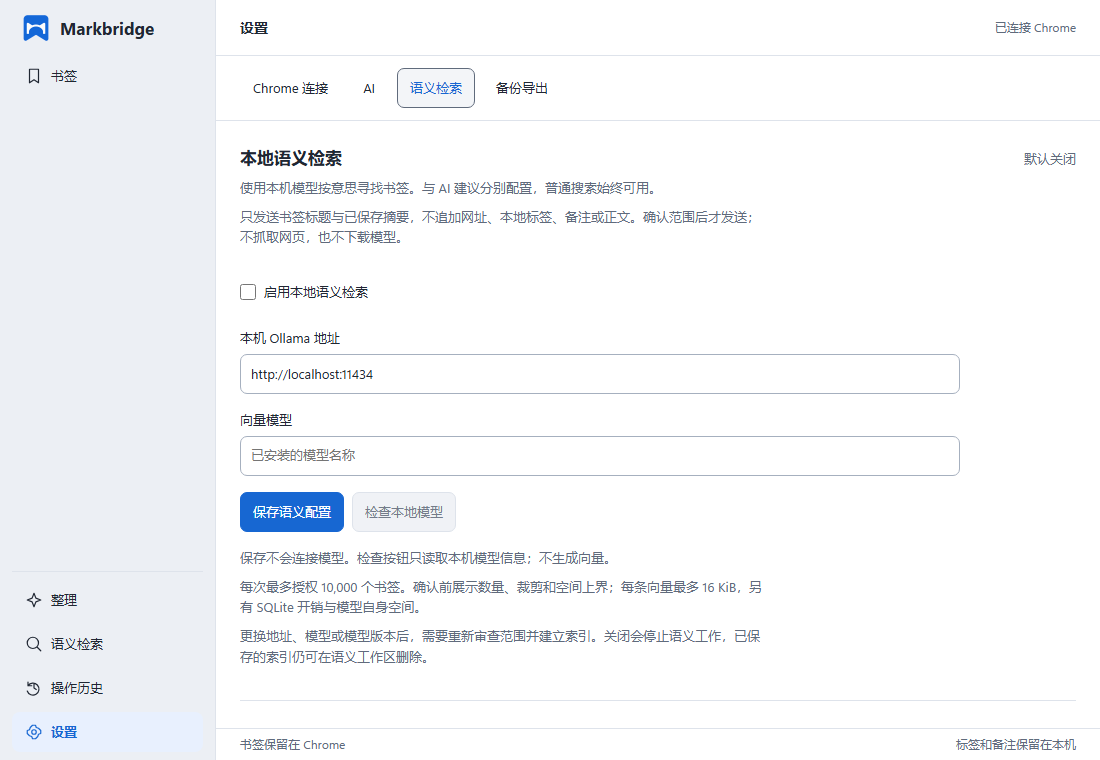 Markbridge
书签
整理
语义检索
操作历史
设置
设置
已连接 Chrome
Chrome 连接
AI
语义检索
备份导出
本地语义检索
默认关闭
使用本机模型按意思寻找书签。与 AI 建议分别配置，普通搜索始终可用。
只发送书签标题与已保存摘要，不追加网址、本地标签、备注或正文。确认范围后才发送；
不抓取网页，也不下载模型。
启用本地语义检索
本机 Ollama 地址
http://localhost:11434
向量模型
已安装的模型名称
保存语义配置
检查本地模型
保存不会连接模型。检查按钮只读取本机模型信息；不生成向量。
每次最多授权 10,000 个书签。确认前展示数量、裁剪和空间上界；每条向量最多 16 KiB，另
有 SQLite 开销与模型自身空间。
更换地址、模型或模型版本后，需要重新审查范围并建立索引。关闭会停止语义工作，已保
存的索引仍可在语义工作区删除。
书签保留在 Chrome
标签和备注保留在本机